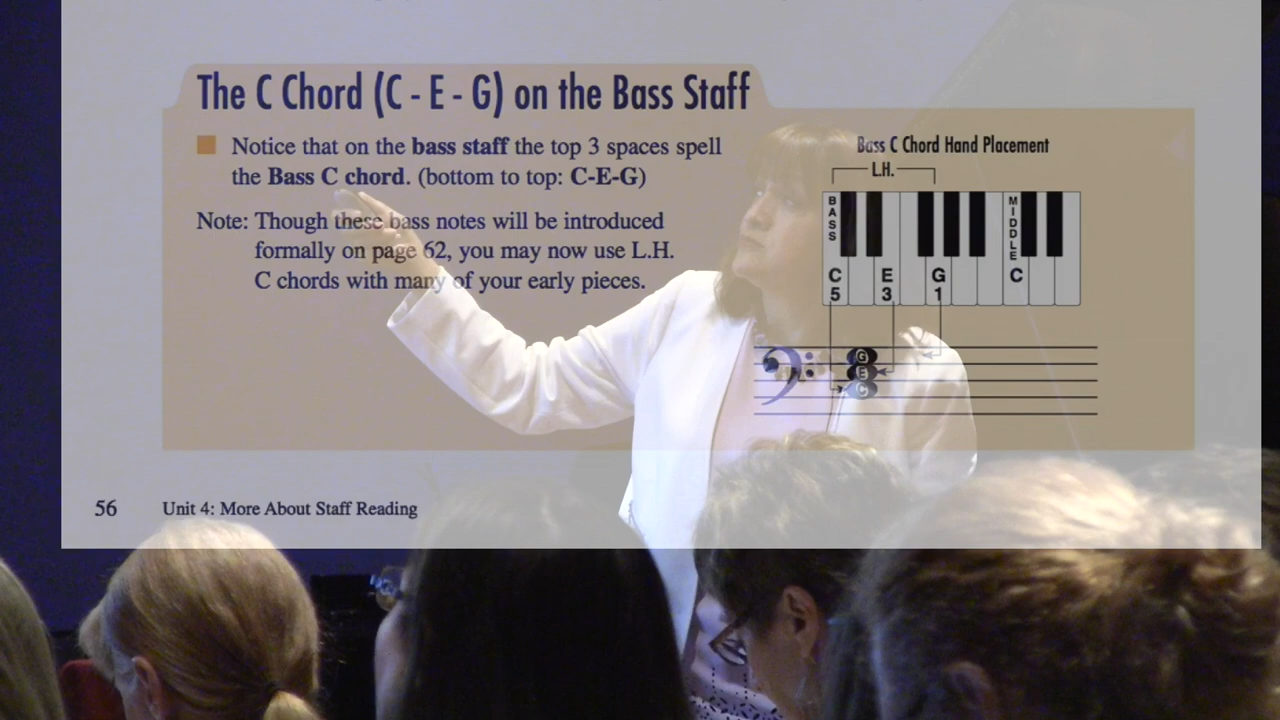 The C Chord (C - E - G) on the Bass Staff
Notice that on the bass staff the top 3 spaces spell
the Bass C chord. (bottom to top: C-E-G)
Note: Though these bass notes will be introduced
formally on page 62, you may now use L.H.
C chords with many of your early pieces.
Bass C Chord Hand Placement
L.H.
BASS
MIDDLE
C E G C
5 3 1
G
E
C
56 Unit 4: More About Staff Reading